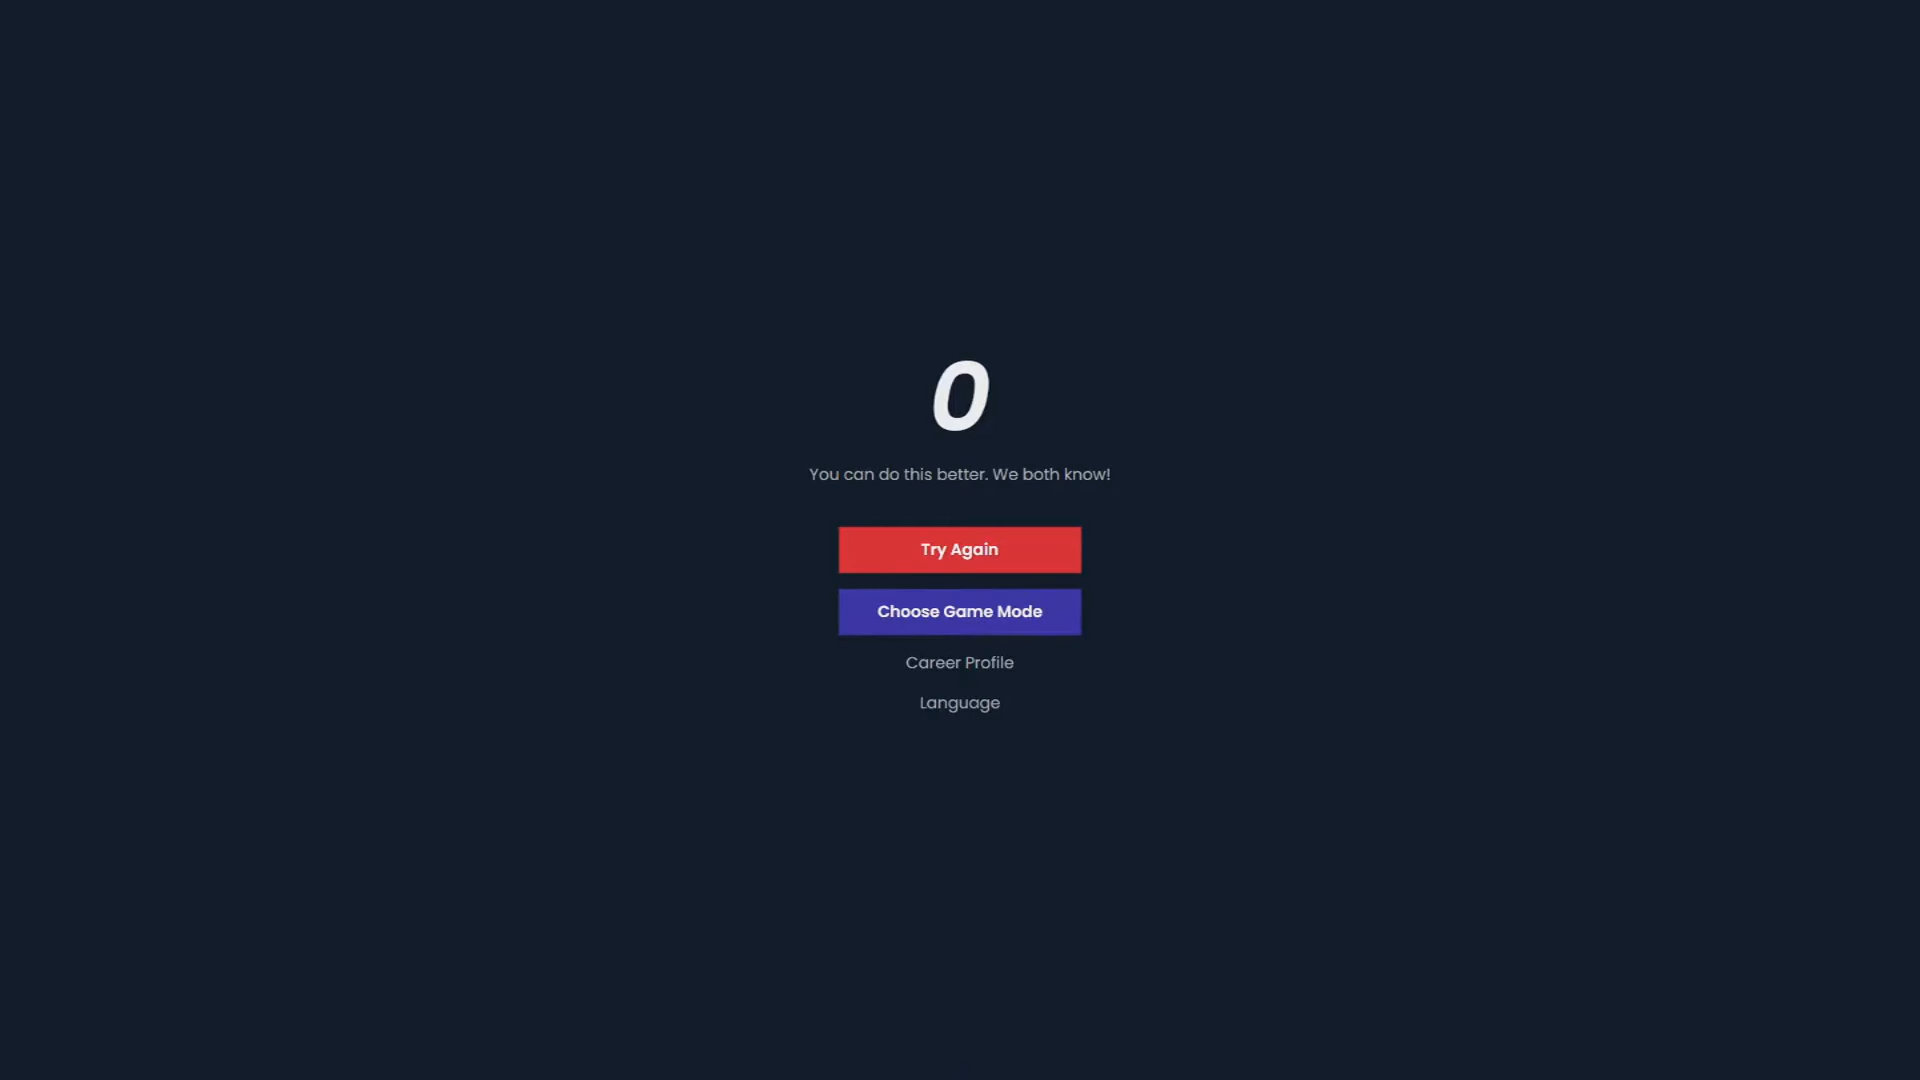 0
You can do this better. We both know!
Try Again
Choose Game Mode
Career Profile
Language